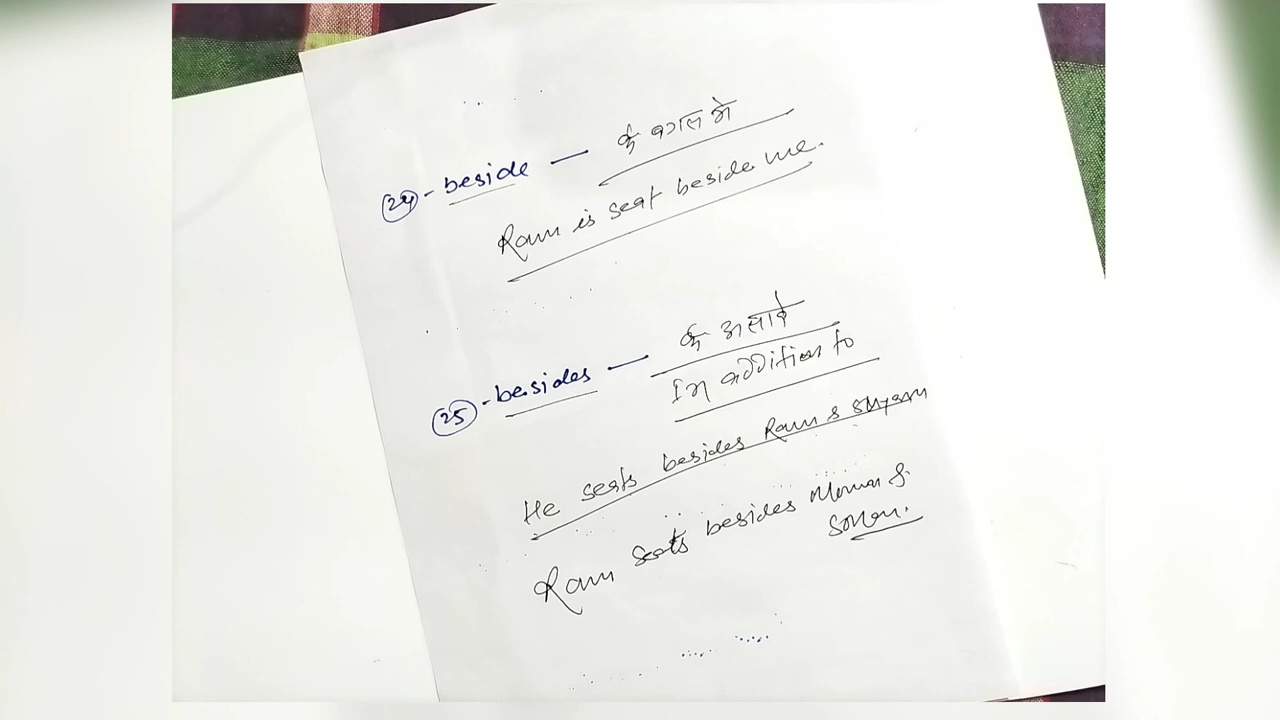 24 - beside — के बगल मे
Ram is seat beside me.
25 - besides — के अलावे
In addition to
He seats besides Ram & Shyam
Ram seats besides Mohan &
Sohan.